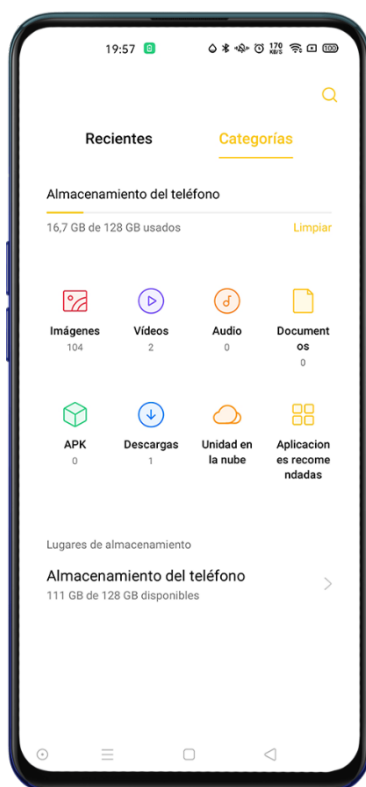 19:57 170 KB/S 100
Recientes Categorías
Almacenamiento del teléfono
16,7 GB de 128 GB usados Limpiar
Imágenes Vídeos Audio Document
os
104 2 0 0
APK Descargas Unidad en
la nube Aplicacion
es recome
ndadas
0 1
Lugares de almacenamiento
Almacenamiento del teléfono
111 GB de 128 GB disponibles